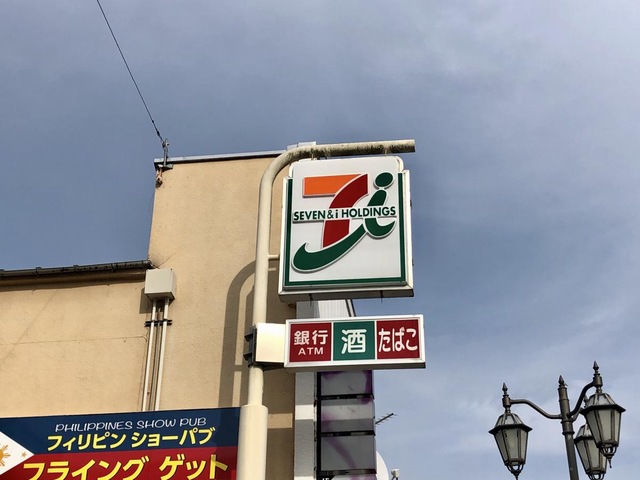 SEVEN & i HOLDINGS
銀行
ATM
酒
たばこ
PHILIPPINES SHOW PUB
フィリピン ショーパブ
フライング ゲット